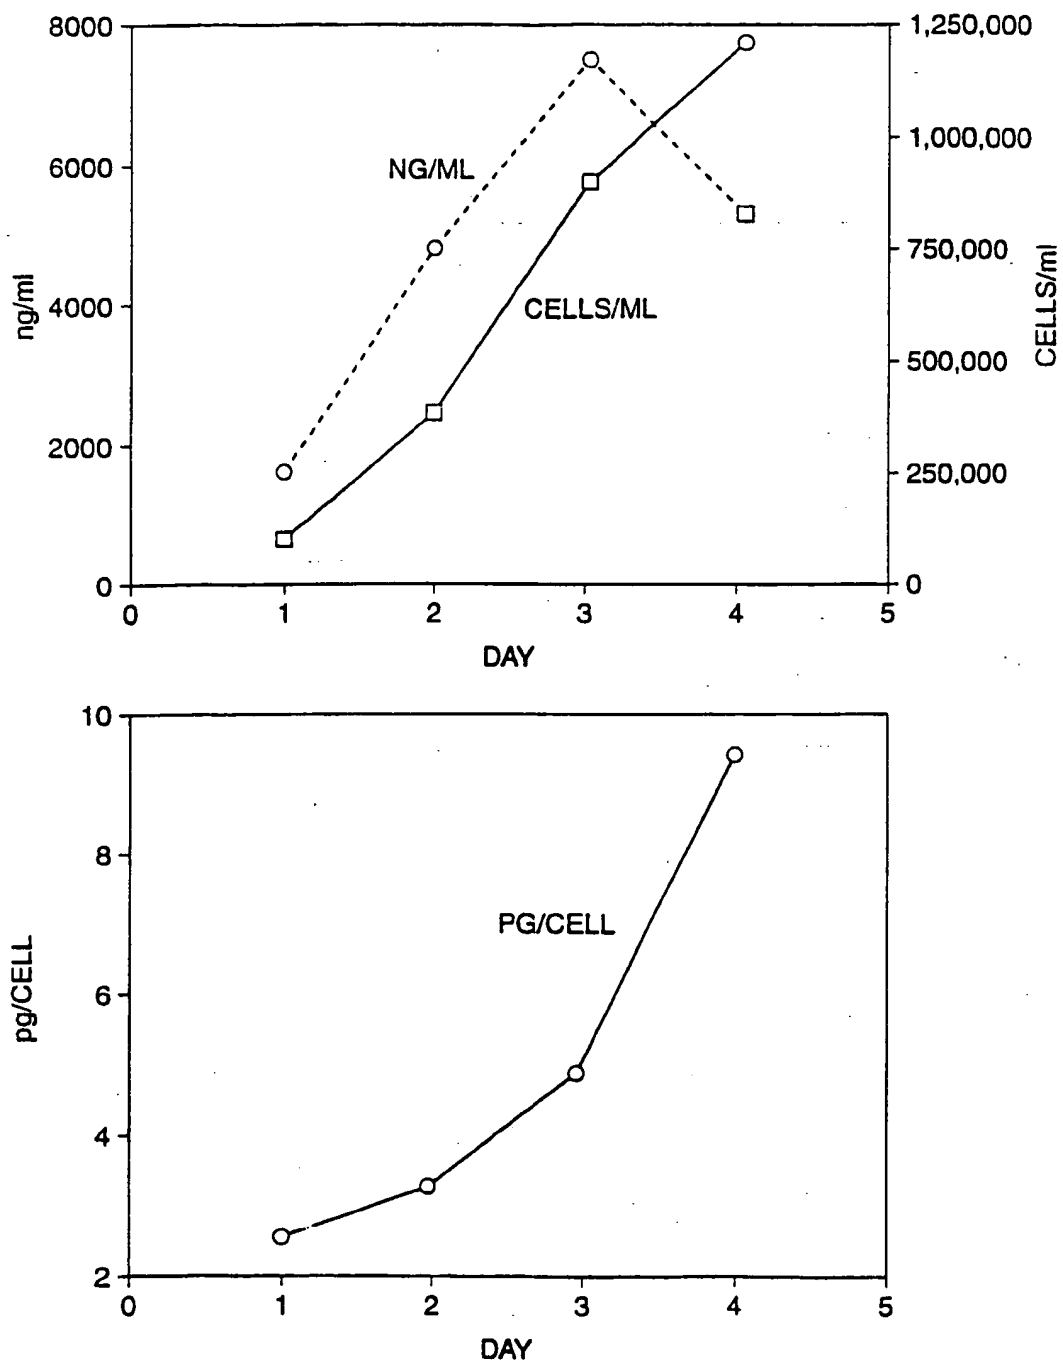 8000
6000
4000
2000
0
ng/ml
1,250,000
1,000,000
750,000
500,000
250,000
0
CELLS/ml
NG/ML
CELLS/ML
0 1 2 3 4 5
DAY
10
8
6
4
2
pg/CELL
PG/CELL
0 1 2 3 4 5
DAY